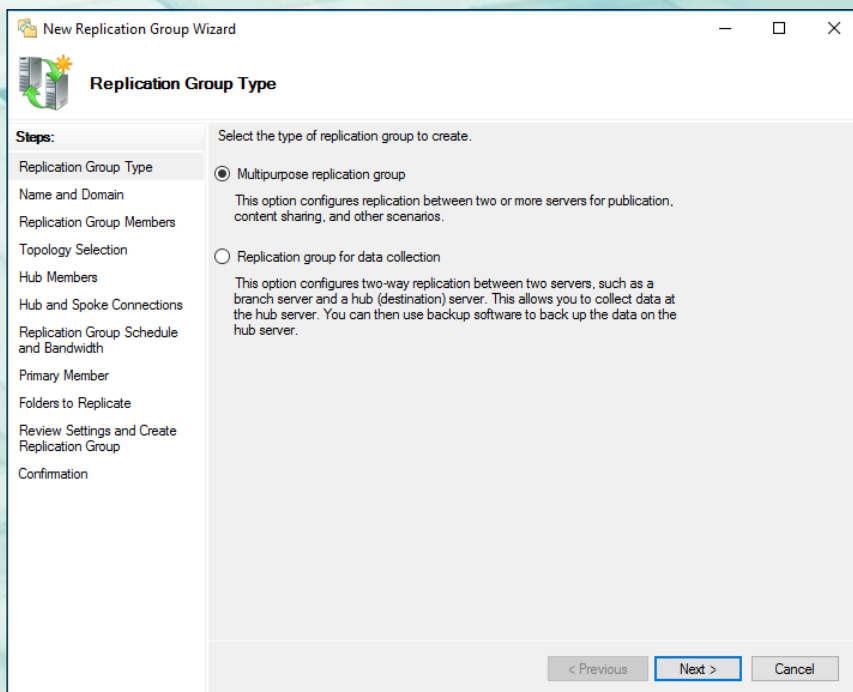 New Replication Group Wizard
Replication Group Type
Steps:
Replication Group Type
Name and Domain
Replication Group Members
Topology Selection
Hub Members
Hub and Spoke Connections
Replication Group Schedule
and Bandwidth
Primary Member
Folders to Replicate
Review Settings and Create
Replication Group
Confirmation
Select the type of replication group to create.
Multipurpose replication group
This option configures replication between two or more servers for publication,
content sharing, and other scenarios.
Replication group for data collection
This option configures two-way replication between two servers, such as a
branch server and a hub (destination) server. This allows you to collect data at
the hub server. You can then use backup software to back up the data on the
hub server.
< Previous
Next >
Cancel